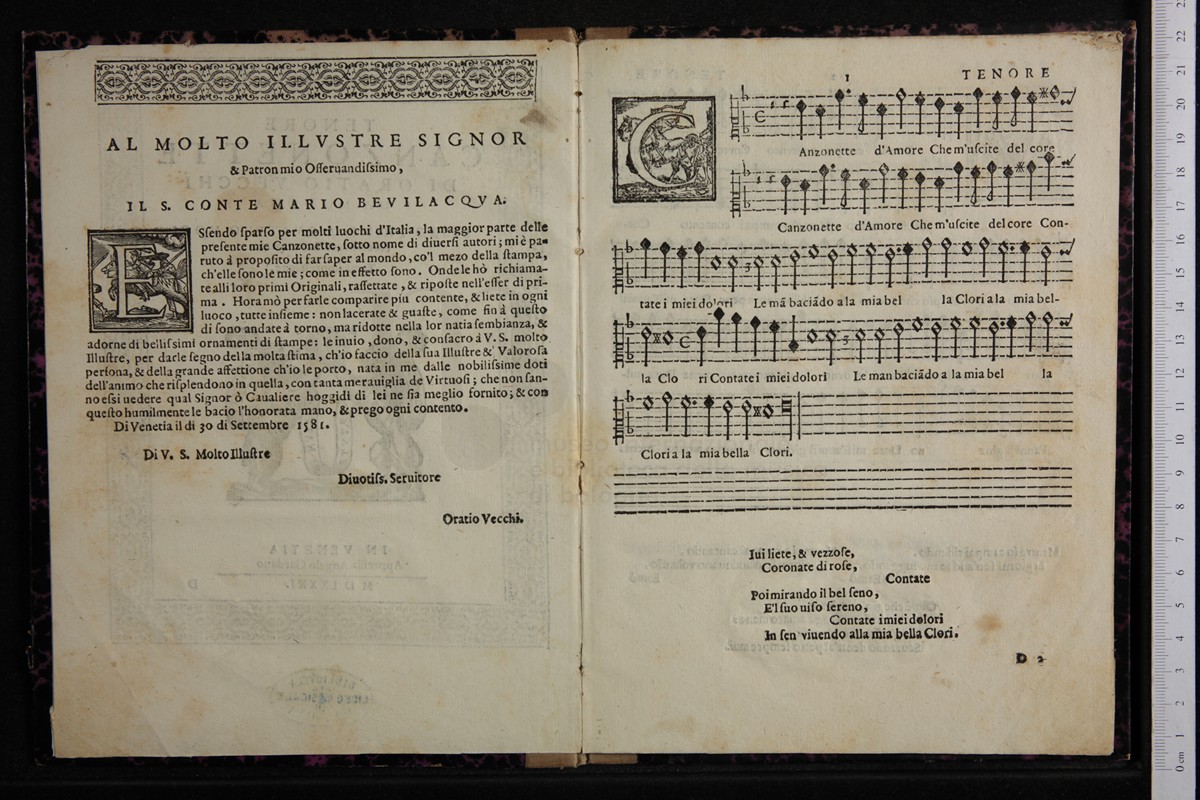 AL MOLTO ILLVSTRE SIGNOR
& Patron mio Osseruandissimo,
IL S. CONTE MARIO BEVILACQVA.
ESsendo sparso per molti luochi d'Italia, la maggior parte delle
presente mie Canzonette, sotto nome di diuersi autori; mi è pa-
ruto à proposito di far saper al mondo, co'l mezo della stampa,
ch'elle sono le mie; come in effetto sono. Onde le hò richiama-
te alli loro primi Originali, rassettate, & riposte nell'esser di pri-
ma. Hora mò per farle comparire piu contente, & liete in ogni
luoco, tutte insieme: non lacerate & guaste, come fin à questo
di sono andate à torno, ma ridotte nella lor natia sembianza, &
adorne di bellissimi ornamenti di stampe: le inuio, dono, & consacro à V. S. molto
Illustre, per darle segno della molta stima, ch'io faccio della sua Illustre & Valorosa
persona, & della grande affettione ch'io le porto, nata in me dalle nobilissime doti
dell'animo che risplendono in quella, con tanta merauiglia de Virtuosi; che non san-
no essi uedere qual Signor ò Caualiere hoggidi di lei ne sia meglio fornito; & con
questo humilmente le bacio l'honorata mano, & prego ogni contento.
Di Venetia il di 30 di Settembre 1581.
Di V. S. Molto Illustre
Diuotiss. Seruitore
Oratio Vecchi.
1 TENORE
CAnzonette d'Amore Che m'uscite del core
Canzonette d'Amore Che m'uscite del core Con-
tate i miei dolori Le mā baciādo a la mia bel la Clori a la mia bel-
la Clo ri Contate i miei dolori Le man baciādo a la mia bel la
Clori a la mia bella Clori.
Iui liete, & vezzose,
Coronate di rose,
Contate
Poi mirando il bel seno,
E'l suo uiso sereno,
Contate i miei dolori
In sen viuendo alla mia bella Clori.
D 2